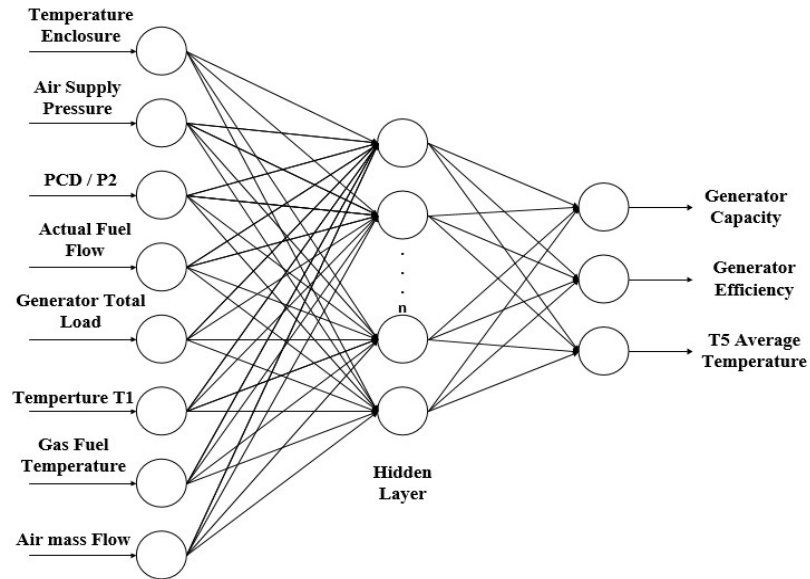 Temperature
Enclosure
Air Supply
Pressure
PCD / P2
Actual Fuel
Flow
Generator Total
Load
Temperture T1
Gas Fuel
Temperature
Air mass Flow
.
.
.
n
Hidden
Layer
Generator
Capacity
Generator
Efficiency
T5 Average
Temperature